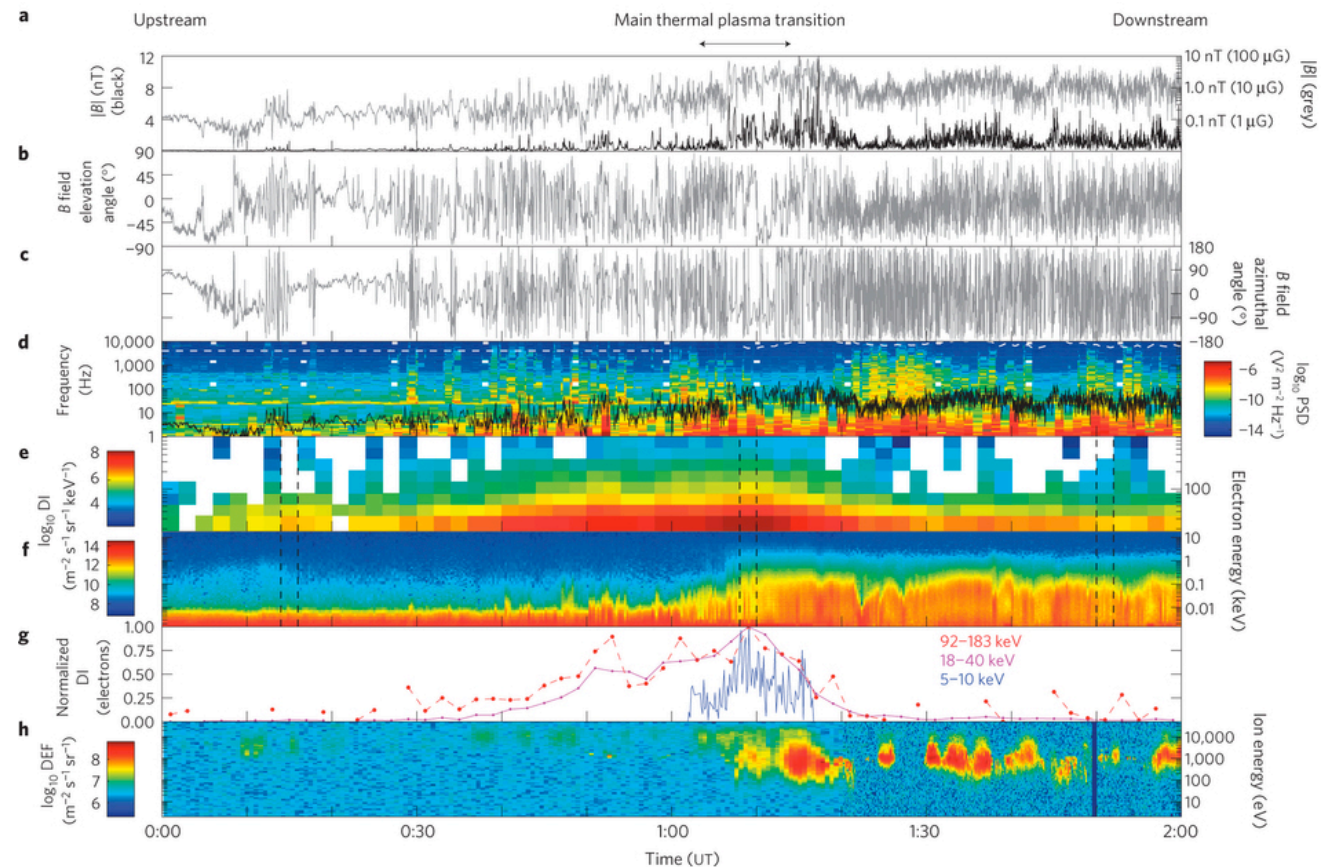 a
Upstream
Main thermal plasma transition
Downstream
|B| (nT)
(black)
12
8
4
10 nT (100 µG)
1.0 nT (10 µG)
0.1 nT (1 µG)
|B|
(grey)
b
B field
elevation
angle (°)
90
45
0
−45
−90
c
180
90
0
−90
−180
B field
azimuthal
angle (°)
d
Frequency
(Hz)
10,000
1,000
100
10
1
−6
−10
−14
log10 PSD
(V² m⁻² Hz⁻¹)
e
8
6
4
log10 DI
(m⁻² s⁻¹ sr⁻¹ keV⁻¹)
100
Electron energy
(keV)
f
14
12
10
8
10
1
0.1
0.01
g
Normalized
DI
(electrons)
1.00
0.75
0.50
0.25
0.00
92–183 keV
18–40 keV
5–10 keV
h
log10 DEF
(m⁻² s⁻¹ sr⁻¹)
8
7
6
10,000
1,000
100
10
Ion energy
(eV)
0:00
0:30
1:00
1:30
2:00
Time (UT)